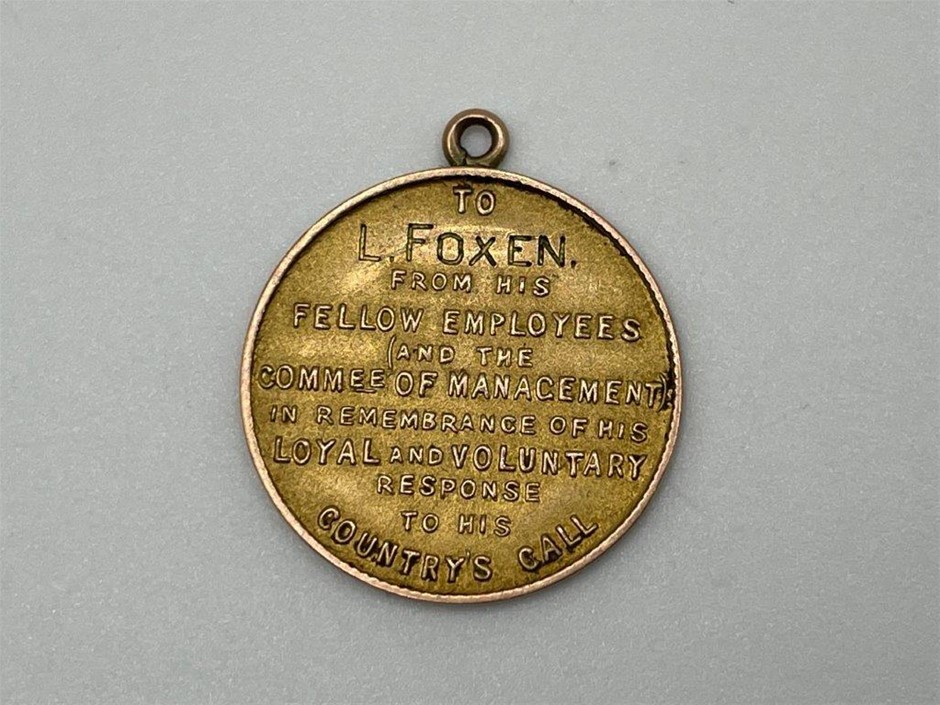 TO
L. FOXEN.
FROM HIS
FELLOW EMPLOYEES
(AND THE
COMMEE OF MANAGEMENT)
IN REMEMBRANCE OF HIS
LOYAL AND VOLUNTARY
RESPONSE
TO HIS
COUNTRY'S CALL